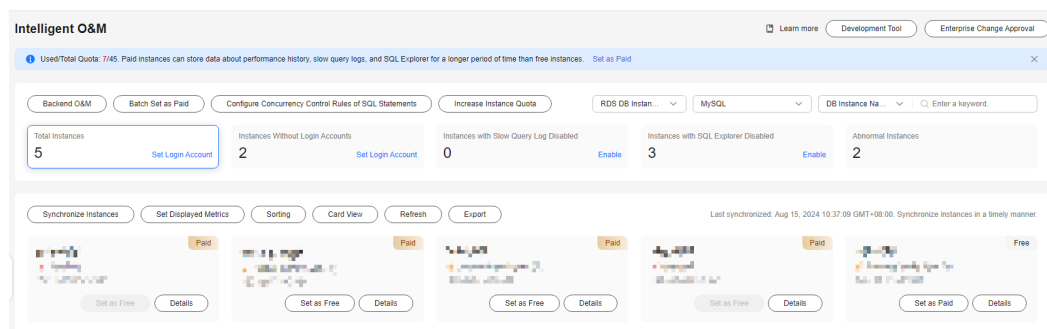 Intelligent O&M
Learn more
Development Tool
Enterprise Change Approval
Used/Total Quota: 7/45. Paid instances can store data about performance history, slow query logs, and SQL Explorer for a longer period of time than free instances. Set as Paid
Backend O&M
Batch Set as Paid
Configure Concurrency Control Rules of SQL Statements
Increase Instance Quota
RDS DB Instan...
MySQL
DB Instance Na...
Enter a keyword.
Total Instances
5
Set Login Account
Instances Without Login Accounts
2
Set Login Account
Instances with Slow Query Log Disabled
0
Enable
Instances with SQL Explorer Disabled
3
Enable
Abnormal Instances
2
Synchronize Instances
Set Displayed Metrics
Sorting
Card View
Refresh
Export
Last synchronized: Aug 15, 2024 10:37:09 GMT+08:00. Synchronize instances in a timely manner.
Paid
Set as Free
Details
Paid
Set as Free
Details
Paid
Set as Free
Details
Paid
Set as Free
Details
Free
Set as Paid
Details